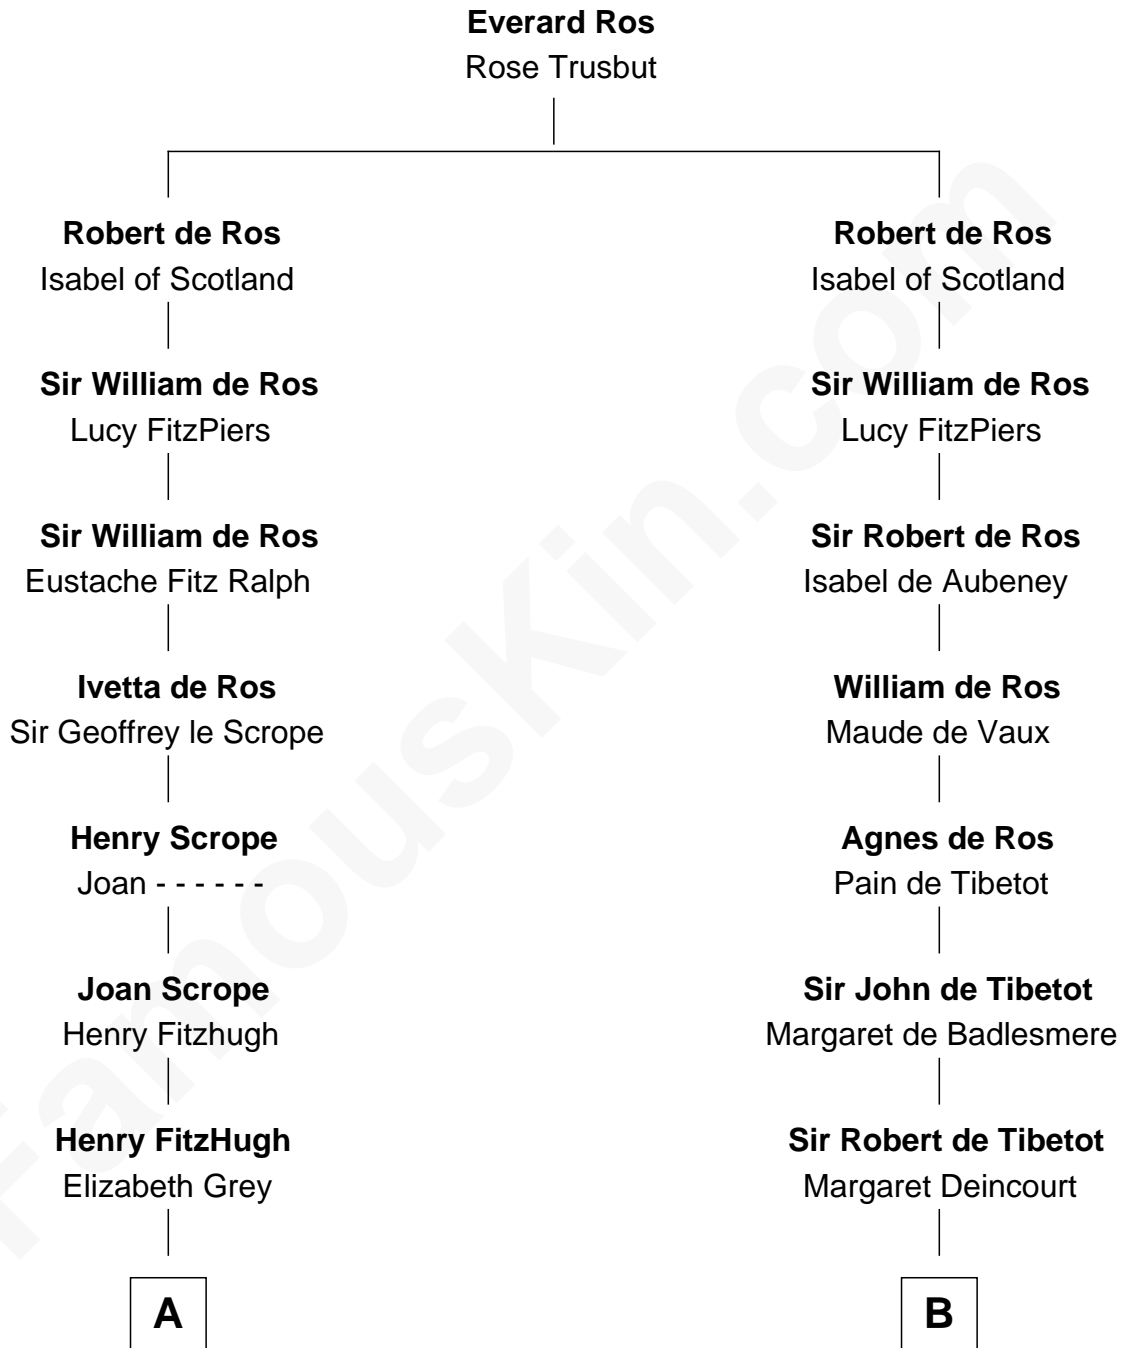 Everard Ros
Rose Trusbut
Robert de Ros
Isabel of Scotland
Robert de Ros
Isabel of Scotland
Sir William de Ros
Lucy FitzPiers
Sir William de Ros
Lucy FitzPiers
Sir William de Ros
Eustache Fitz Ralph
Sir Robert de Ros
Isabel de Aubeney
Ivetta de Ros
Sir Geoffrey le Scrope
William de Ros
Maude de Vaux
Henry Scrope
Joan - - - - - -
Agnes de Ros
Pain de Tibetot
Joan Scrope
Henry Fitzhugh
Sir John de Tibetot
Margaret de Badlesmere
Henry FitzHugh
Elizabeth Grey
Sir Robert de Tibetot
Margaret Deincourt
A
B
FamousKin.com